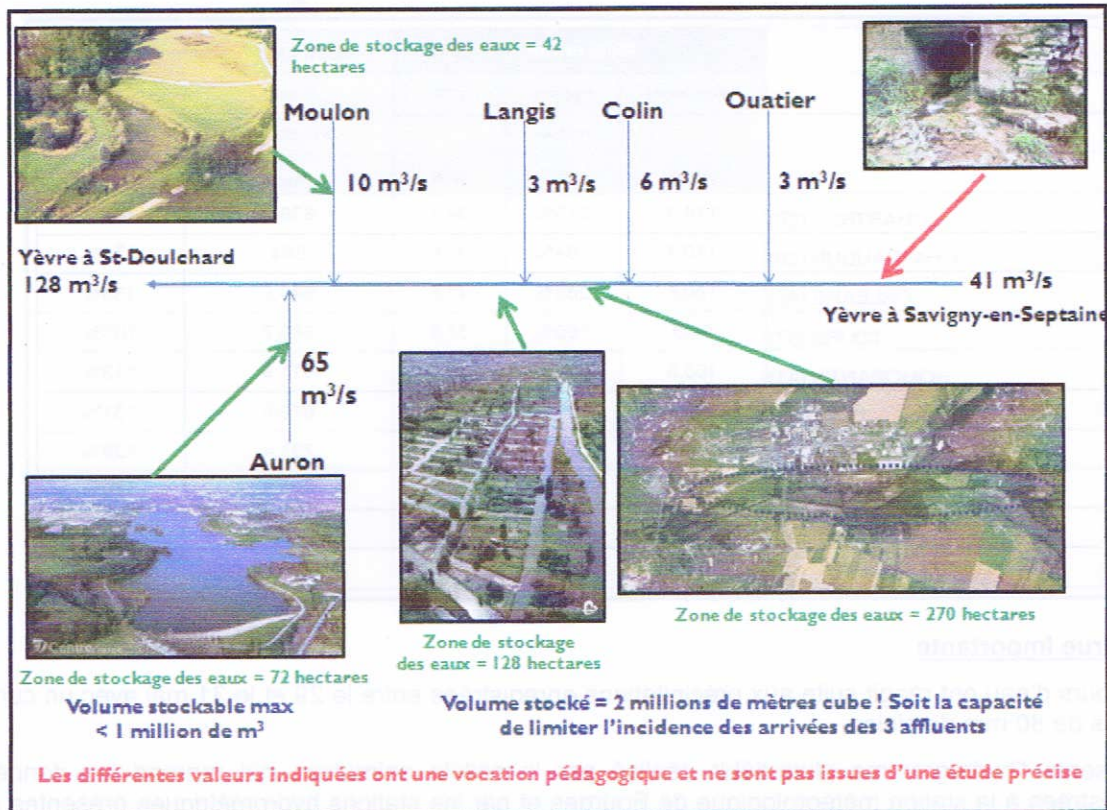 Zone de stockage des eaux = 42
hectares
Moulon
Langis
Colin
Ouatier
10 m³/s
3 m³/s
6 m³/s
3 m³/s
Yèvre à St-Doulchard
128 m³/s
41 m³/s
Yèvre à Savigny-en-Septaine
65
m³/s
Auron
Zone de stockage des eaux = 72 hectares
Volume stockable max
< 1 million de m³
Zone de stockage
des eaux = 128 hectares
Zone de stockage des eaux = 270 hectares
Volume stocké = 2 millions de mètres cube ! Soit la capacité
de limiter l'incidence des arrivées des 3 affluents
Les différentes valeurs indiquées ont une vocation pédagogique et ne sont pas issues d'une étude précise